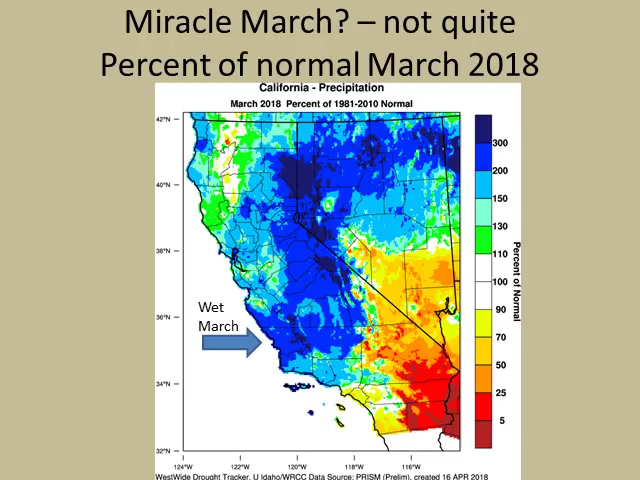 Miracle March? – not quite
Percent of normal March 2018
California - Precipitation
March 2018 Percent of 1981-2010 Normal
42°N
40°N
38°N
36°N
34°N
32°N
Wet
March
300
200
150
130
110
100
90
70
50
25
5
Percent of Normal
124°W
122°W
120°W
118°W
116°W
WestWide Drought Tracker, U Idaho/WRCC Data Source: PRISM (Prelim), created 16 APR 2018